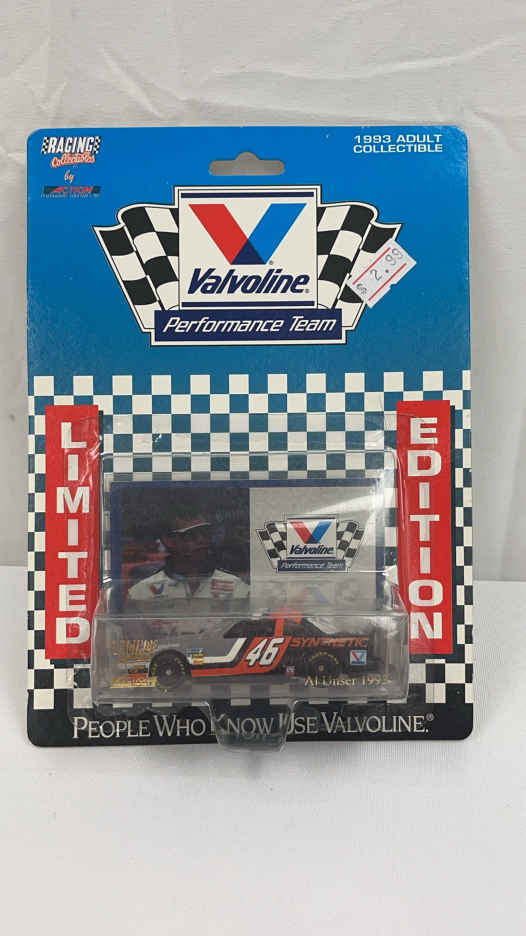 RACING
Collectibles
by
ACTION
1993 ADULT
COLLECTIBLE
Valvoline®
Performance Team
$2.99
LIMITED
EDITION
Valvoline
Performance Team
46
SYNTHETIC
Al Unser 1993
PEOPLE WHO KNOW USE VALVOLINE.®